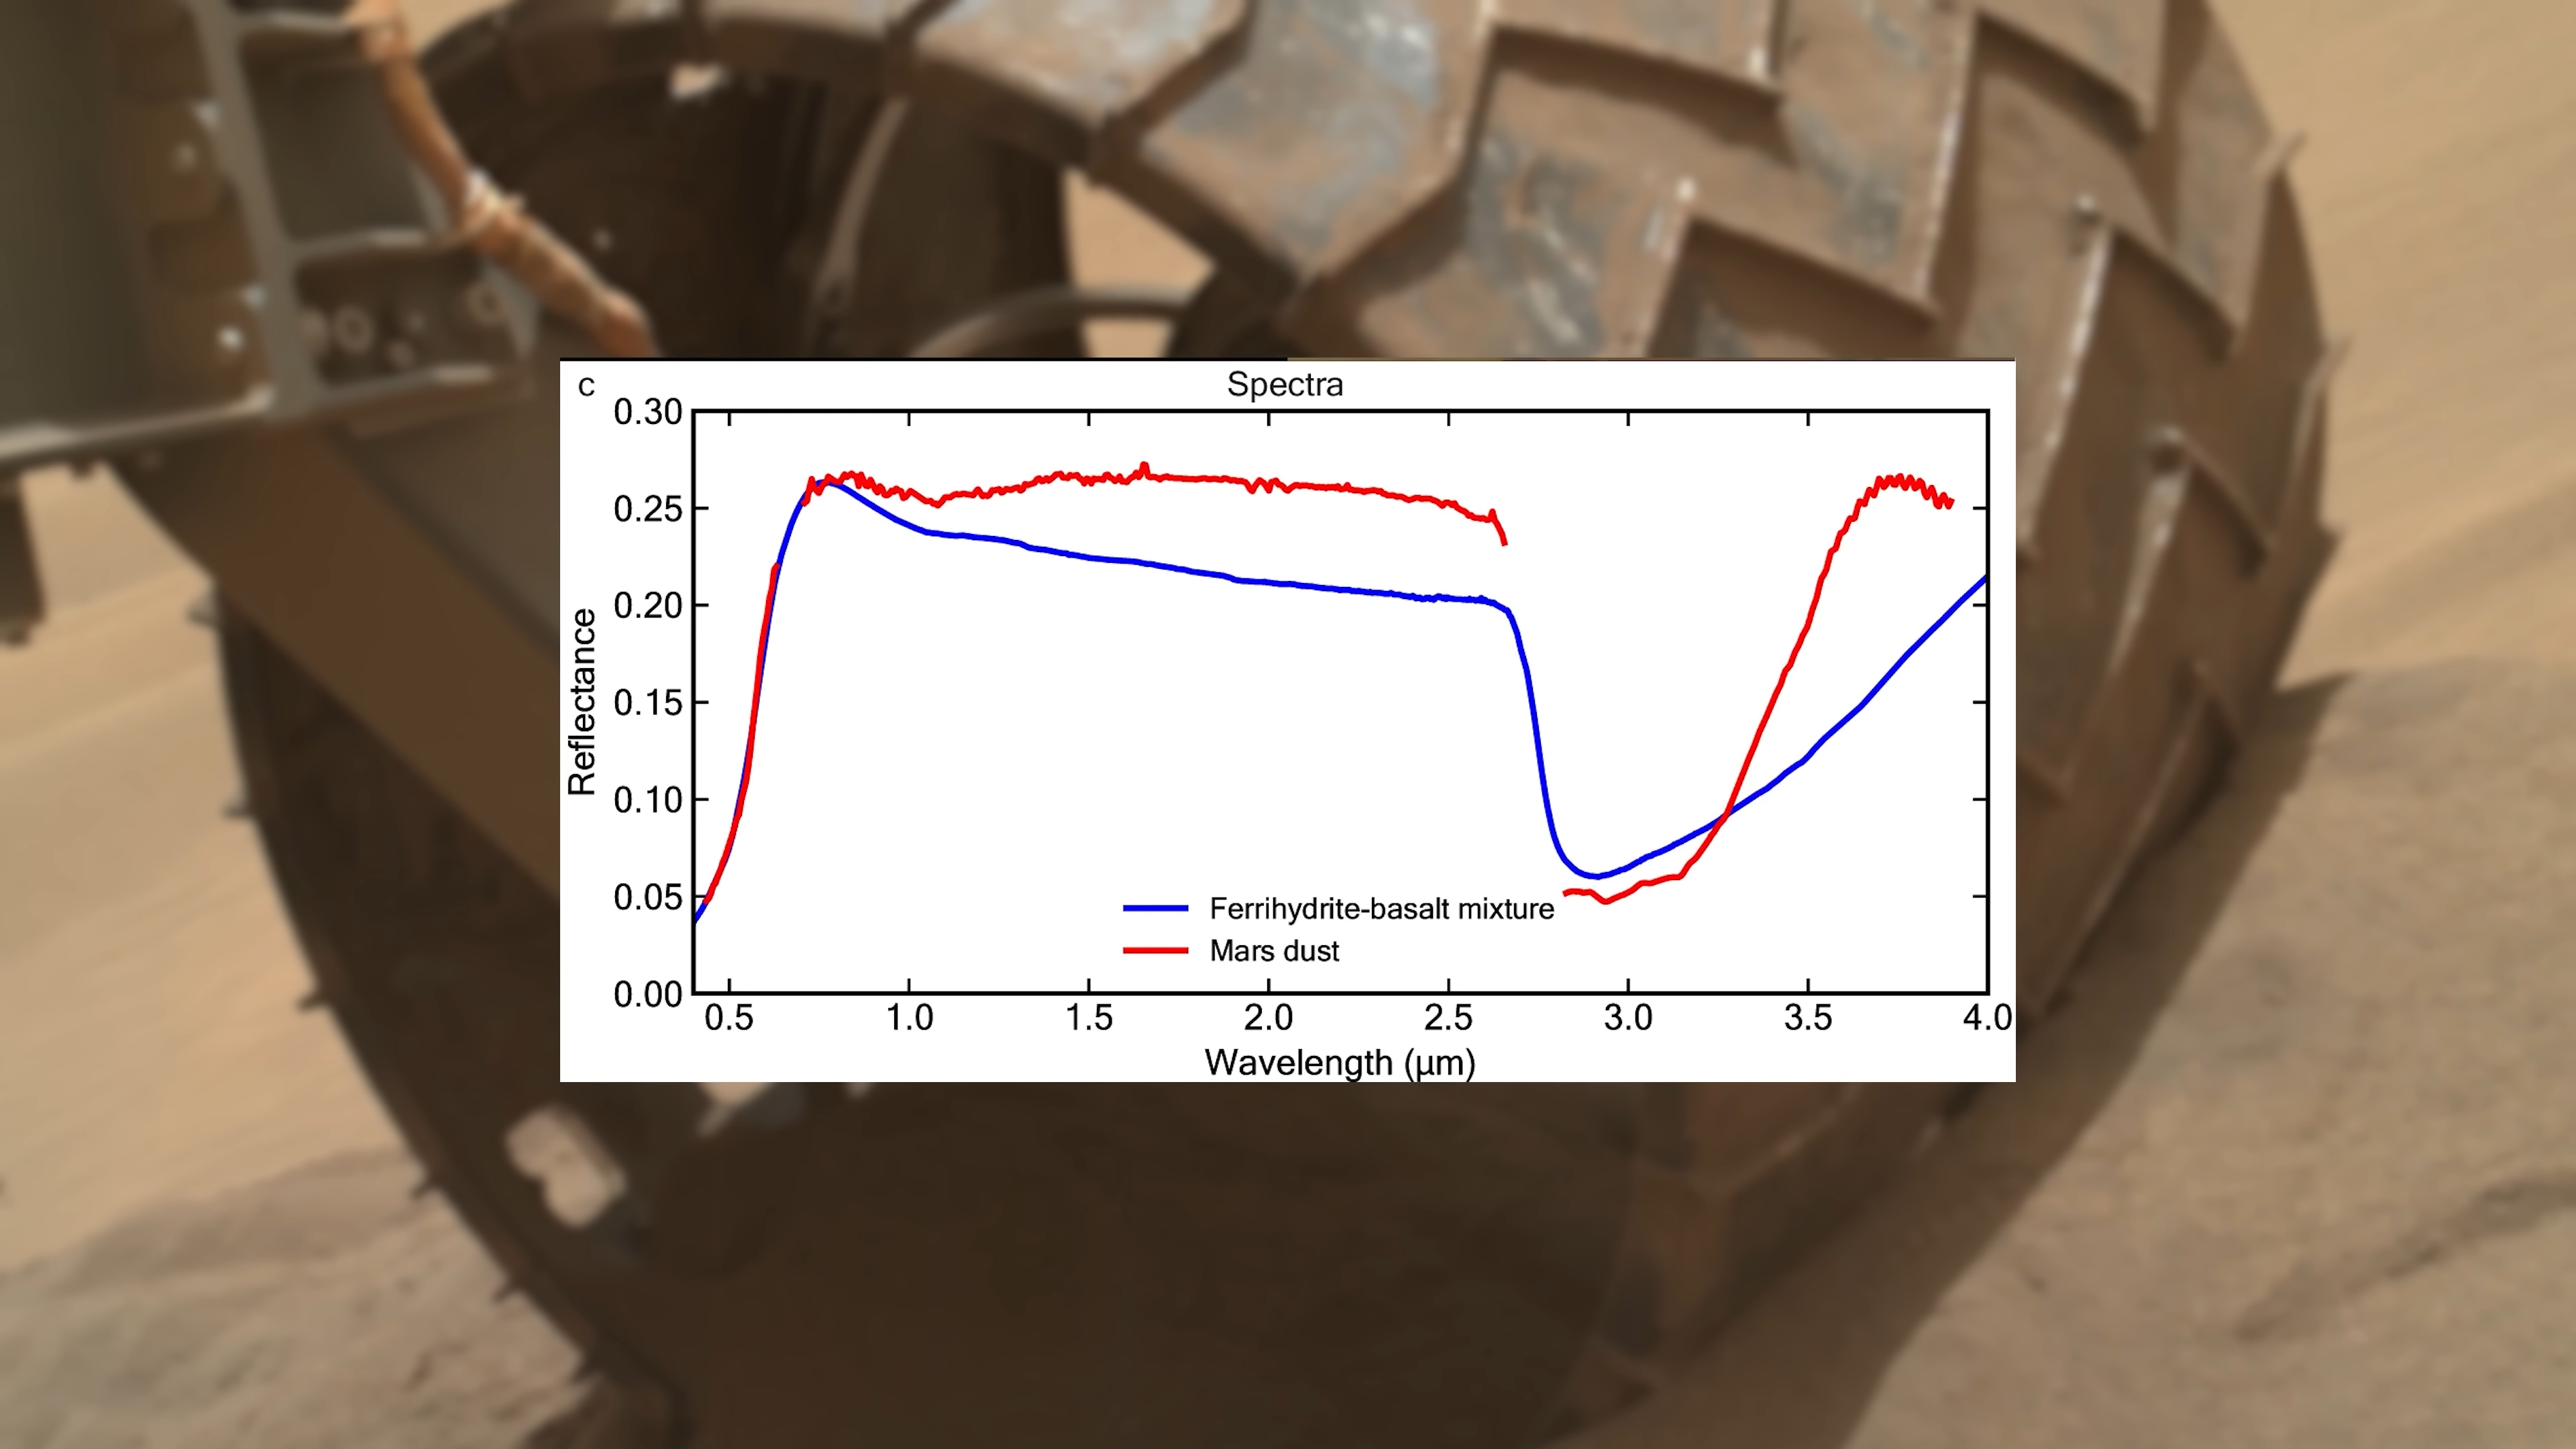 c
Spectra
0.30
0.25
0.20
0.15
0.10
0.05
0.00
Reflectance
Ferrihydrite-basalt mixture
Mars dust
0.5 1.0 1.5 2.0 2.5 3.0 3.5 4.0
Wavelength (µm)